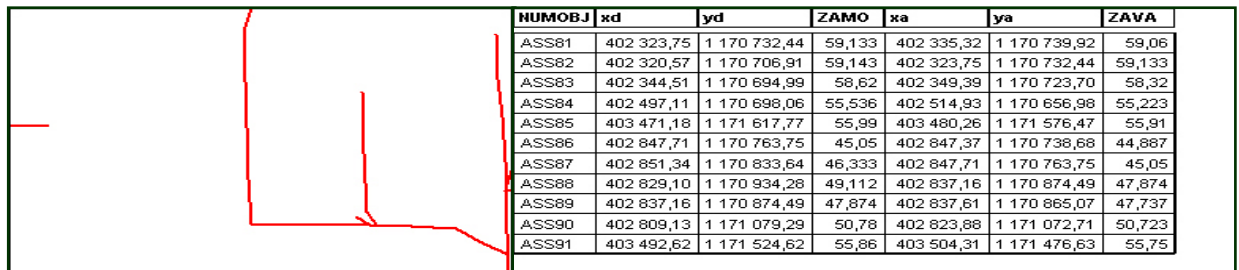 NUMOBJ xd yd ZAMO xa ya ZAVA
ASS81 402 323,75 1 170 732,44 59,133 402 335,32 1 170 739,92 59,06
ASS82 402 320,57 1 170 706,91 59,143 402 323,75 1 170 732,44 59,133
ASS83 402 344,51 1 170 694,99 58,62 402 349,39 1 170 723,70 58,32
ASS84 402 497,11 1 170 698,06 55,536 402 514,93 1 170 656,98 55,223
ASS85 403 471,18 1 171 617,77 55,99 403 480,26 1 171 576,47 55,91
ASS86 402 847,71 1 170 763,75 45,05 402 847,37 1 170 738,68 44,887
ASS87 402 851,34 1 170 833,64 46,333 402 847,71 1 170 763,75 45,05
ASS88 402 829,10 1 170 934,28 49,112 402 837,16 1 170 874,49 47,874
ASS89 402 837,16 1 170 874,49 47,874 402 837,61 1 170 865,07 47,737
ASS90 402 809,13 1 171 079,29 50,78 402 823,88 1 171 072,71 50,723
ASS91 403 492,62 1 171 524,62 55,86 403 504,31 1 171 476,63 55,75